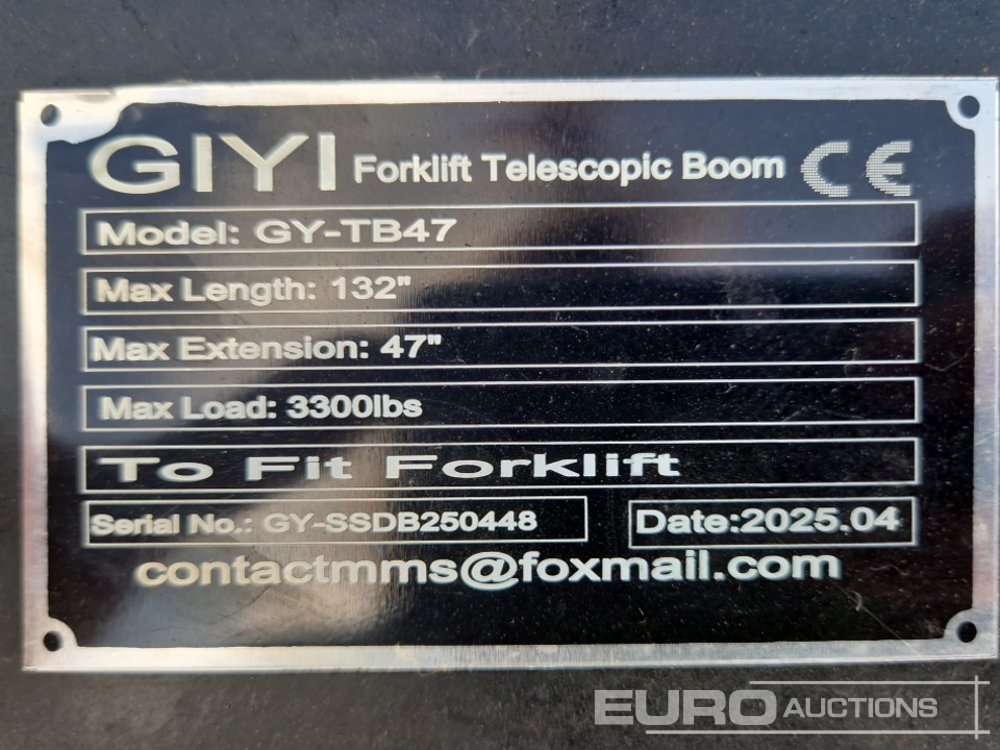 GIYI Forklift Telescopic Boom CE
Model: GY-TB47
Max Length: 132"
Max Extension: 47"
Max Load: 3300lbs
To Fit Forklift
Serial No.: GY-SSDB250448 Date:2025.04
contactmms@foxmail.com
EURO AUCTIONS